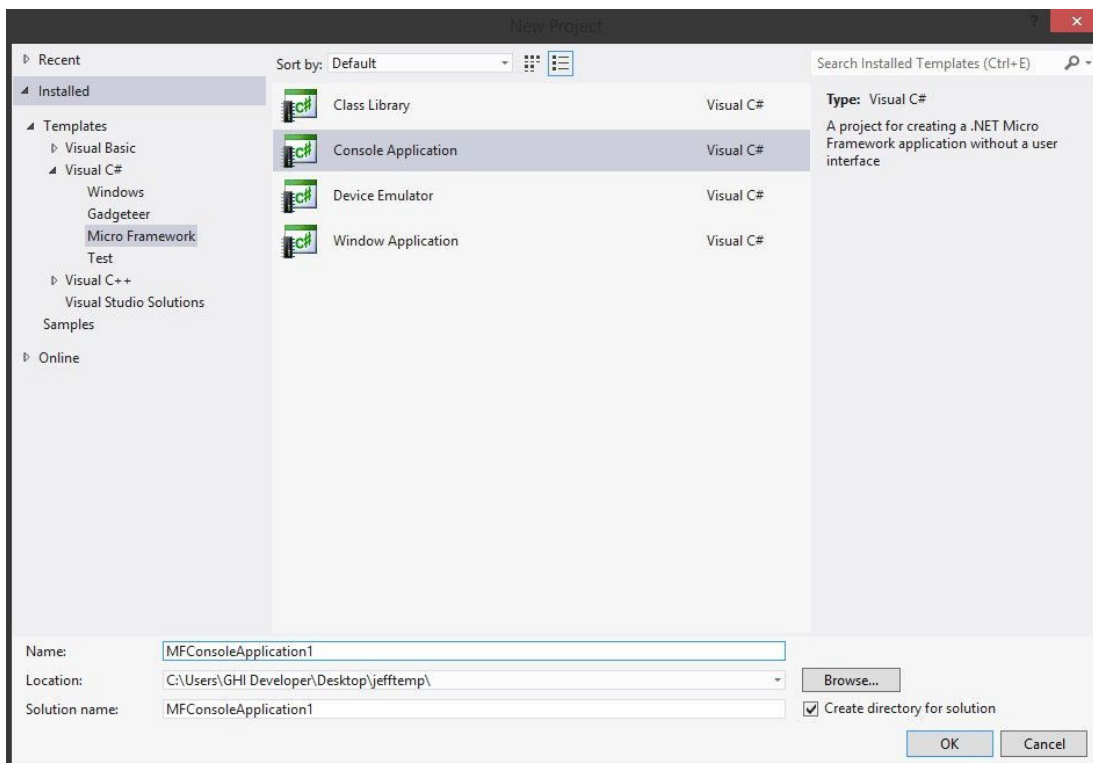 New Project
?
Recent
Installed
Templates
Visual Basic
Visual C#
Windows
Gadgeteer
Micro Framework
Test
Visual C++
Visual Studio Solutions
Samples
Online
Sort by: Default
Class Library Visual C#
Console Application Visual C#
Device Emulator Visual C#
Window Application Visual C#
Search Installed Templates (Ctrl+E)
Type: Visual C#
A project for creating a .NET Micro
Framework application without a user
interface
Name: MFConsoleApplication1
Location: C:\Users\GHI Developer\Desktop\jefftemp\
Browse...
Solution name: MFConsoleApplication1
Create directory for solution
OK Cancel